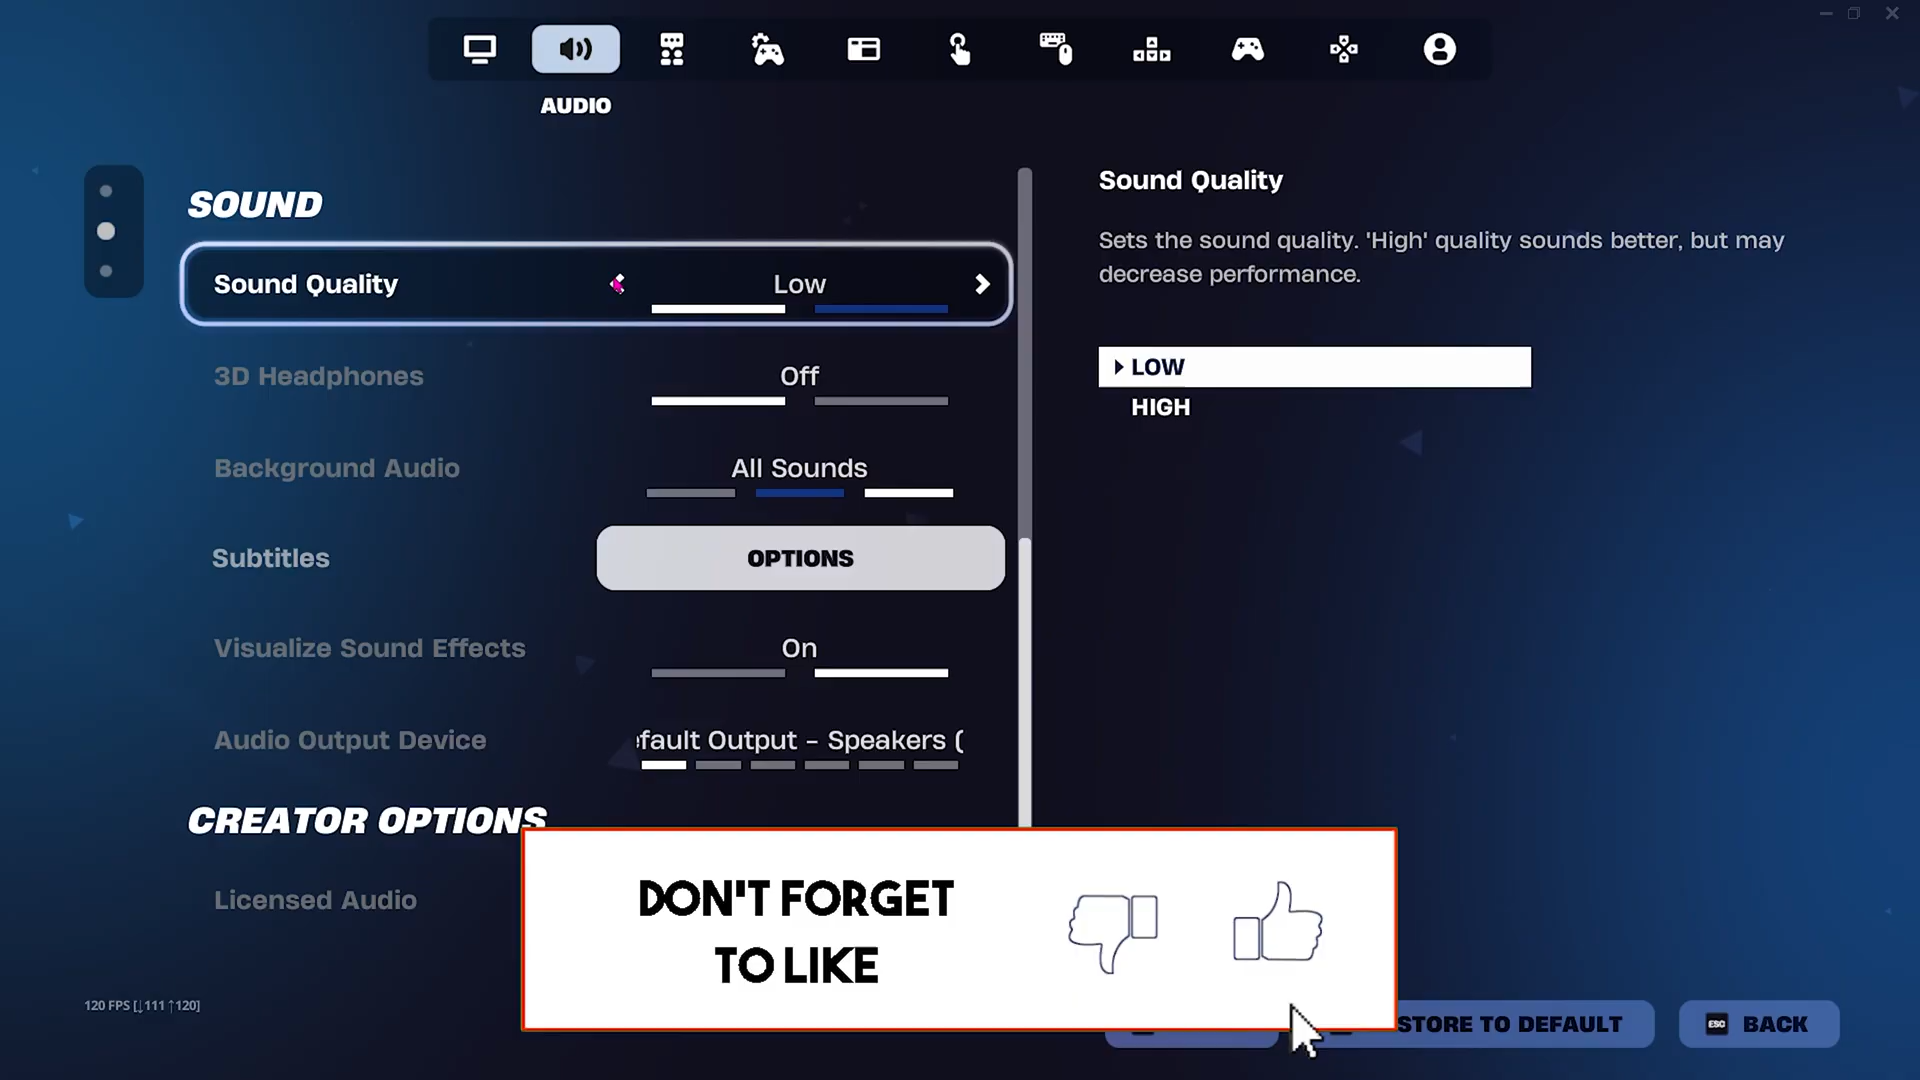 AUDIO
SOUND
Sound Quality
Low
3D Headphones
Off
Background Audio
All Sounds
Subtitles
OPTIONS
Visualize Sound Effects
On
Audio Output Device
efault Output - Speakers (
CREATOR OPTIONS
Licensed Audio
Sound Quality
Sets the sound quality. 'High' quality sounds better, but may
decrease performance.
LOW
HIGH
DON'T FORGET
TO LIKE
120 FPS [↓111 ↑120]
STORE TO DEFAULT
ESC BACK